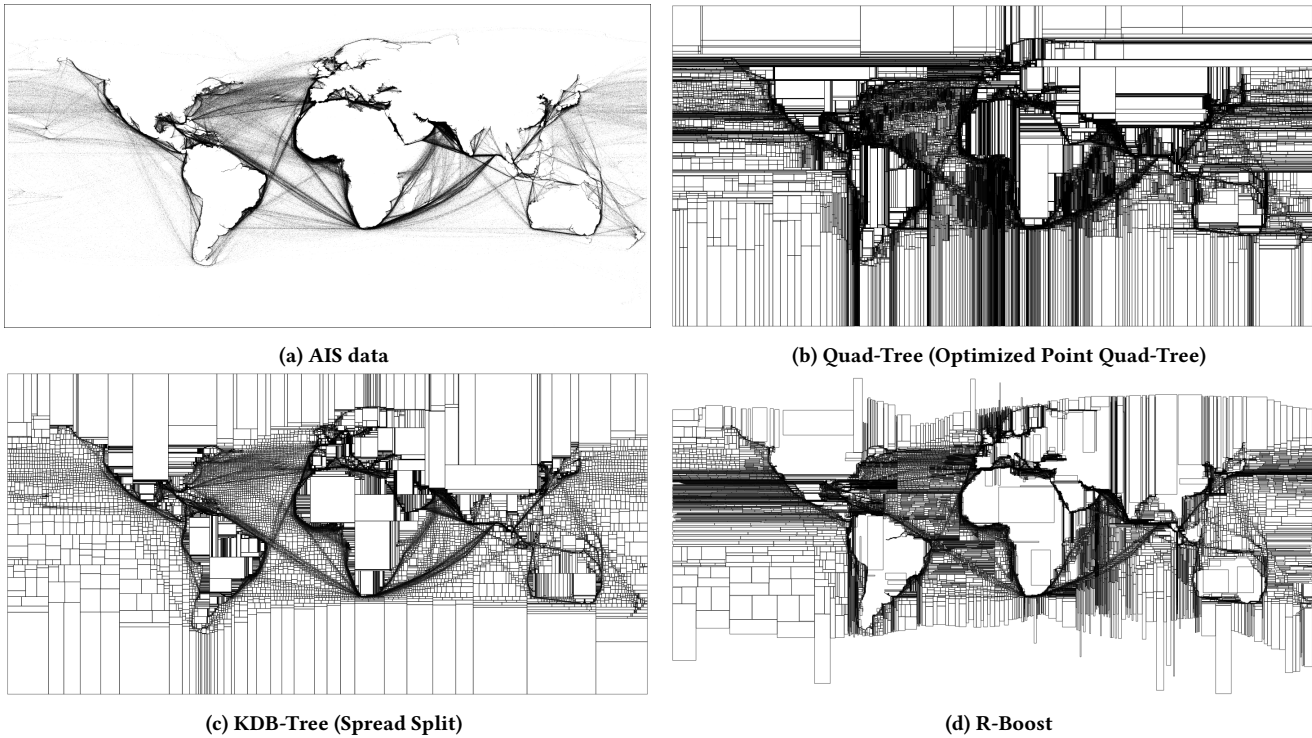 (a) AIS data
(b) Quad-Tree (Optimized Point Quad-Tree)
(c) KDB-Tree (Spread Split)
(d) R-Boost